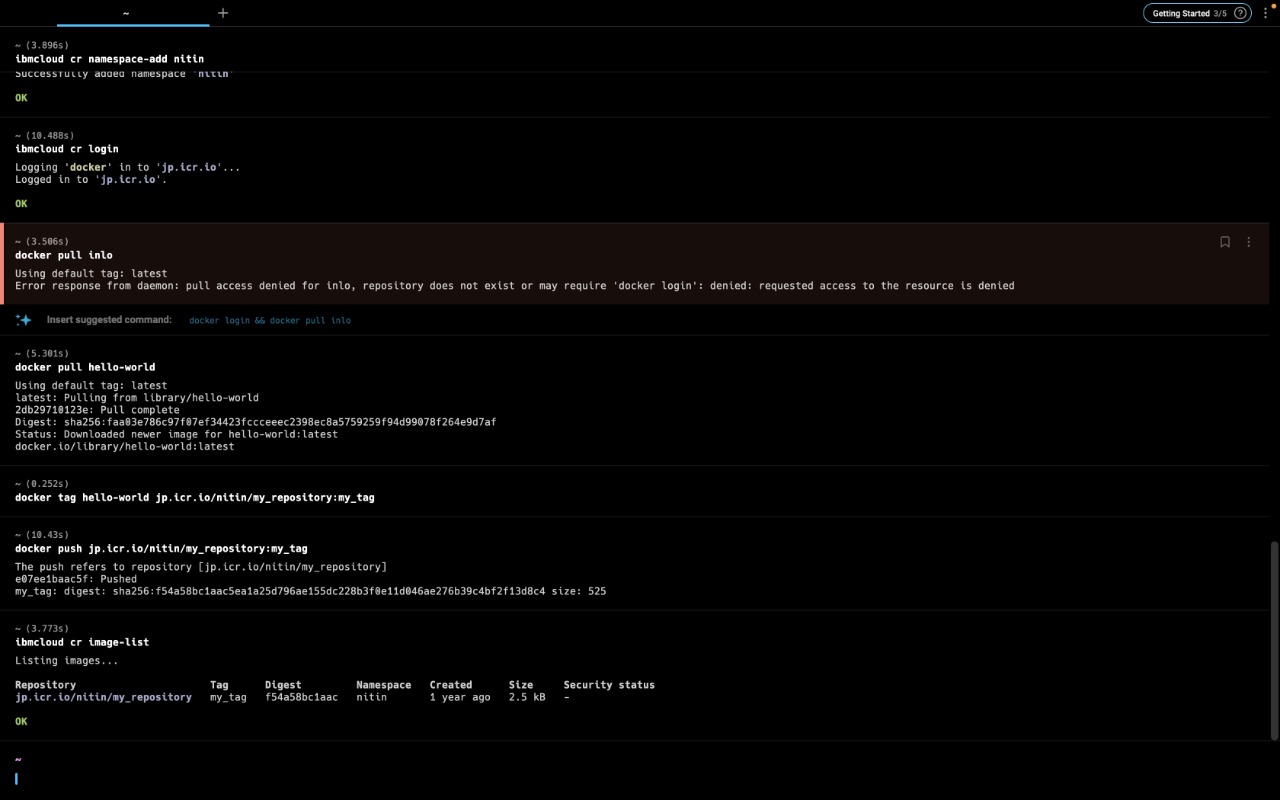 ~
+
Getting Started 3/5 ?
~ (3.896s)
ibmcloud cr namespace-add nitin
Successfully added namespace 'nitin'
OK
~ (10.488s)
ibmcloud cr login
Logging 'docker' in to 'jp.icr.io'...
Logged in to 'jp.icr.io'.
OK
~ (3.506s)
docker pull inlo
Using default tag: latest
Error response from daemon: pull access denied for inlo, repository does not exist or may require 'docker login': denied: requested access to the resource is denied
Insert suggested command: docker login && docker pull inlo
~ (5.301s)
docker pull hello-world
Using default tag: latest
latest: Pulling from library/hello-world
2db29710123e: Pull complete
Digest: sha256:faa03e786c97f07ef34423fccceeec2398ec8a5759259f94d99078f264e9d7af
Status: Downloaded newer image for hello-world:latest
docker.io/library/hello-world:latest
~ (0.252s)
docker tag hello-world jp.icr.io/nitin/my_repository:my_tag
~ (10.43s)
docker push jp.icr.io/nitin/my_repository:my_tag
The push refers to repository [jp.icr.io/nitin/my_repository]
e07ee1baac5f: Pushed
my_tag: digest: sha256:f54a58bc1aac5ea1a25d796ae155dc228b3f0e11d046ae276b39c4bf2f13d8c4 size: 525
~ (3.773s)
ibmcloud cr image-list
Listing images...
Repository Tag Digest Namespace Created Size Security status
jp.icr.io/nitin/my_repository my_tag f54a58bc1aac nitin 1 year ago 2.5 kB -
OK
~